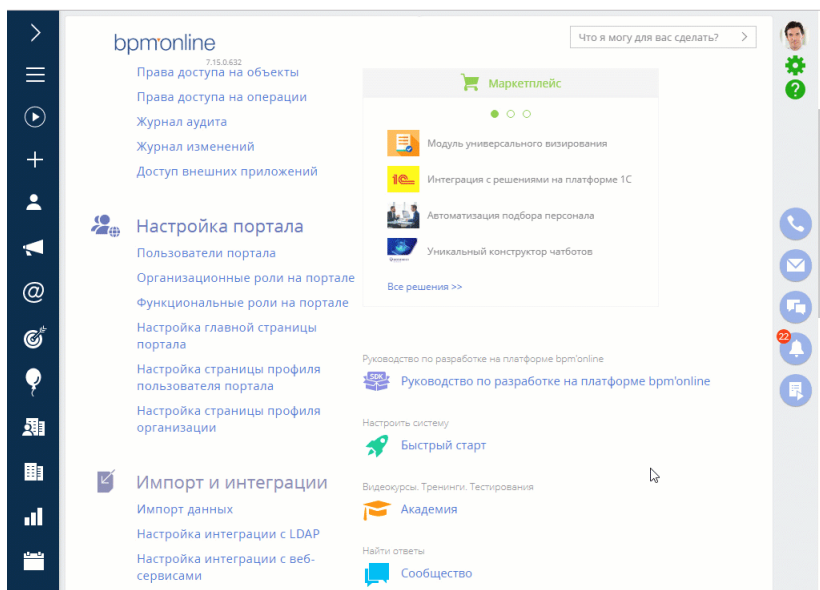 bpm'online
7.15.0.632
Что я могу для вас сделать?
Права доступа на объекты
Права доступа на операции
Журнал аудита
Журнал изменений
Доступ внешних приложений
Настройка портала
Пользователи портала
Организационные роли на портале
Функциональные роли на портале
Настройка главной страницы
портала
Настройка страницы профиля
пользователя портала
Настройка страницы профиля
организации
Импорт и интеграции
Импорт данных
Настройка интеграции с LDAP
Настройка интеграции с веб-
сервисами
Маркетплейс
Модуль универсального визирования
Интеграция с решениями на платформе 1С
Автоматизация подбора персонала
Уникальный конструктор чатботов
Все решения >>
Руководство по разработке на платформе bpm'online
SDK
Руководство по разработке на платформе bpm'online
Настроить систему
Быстрый старт
Видеокурсы. Тренинги. Тестирования
Академия
Найти ответы
Сообщество
22